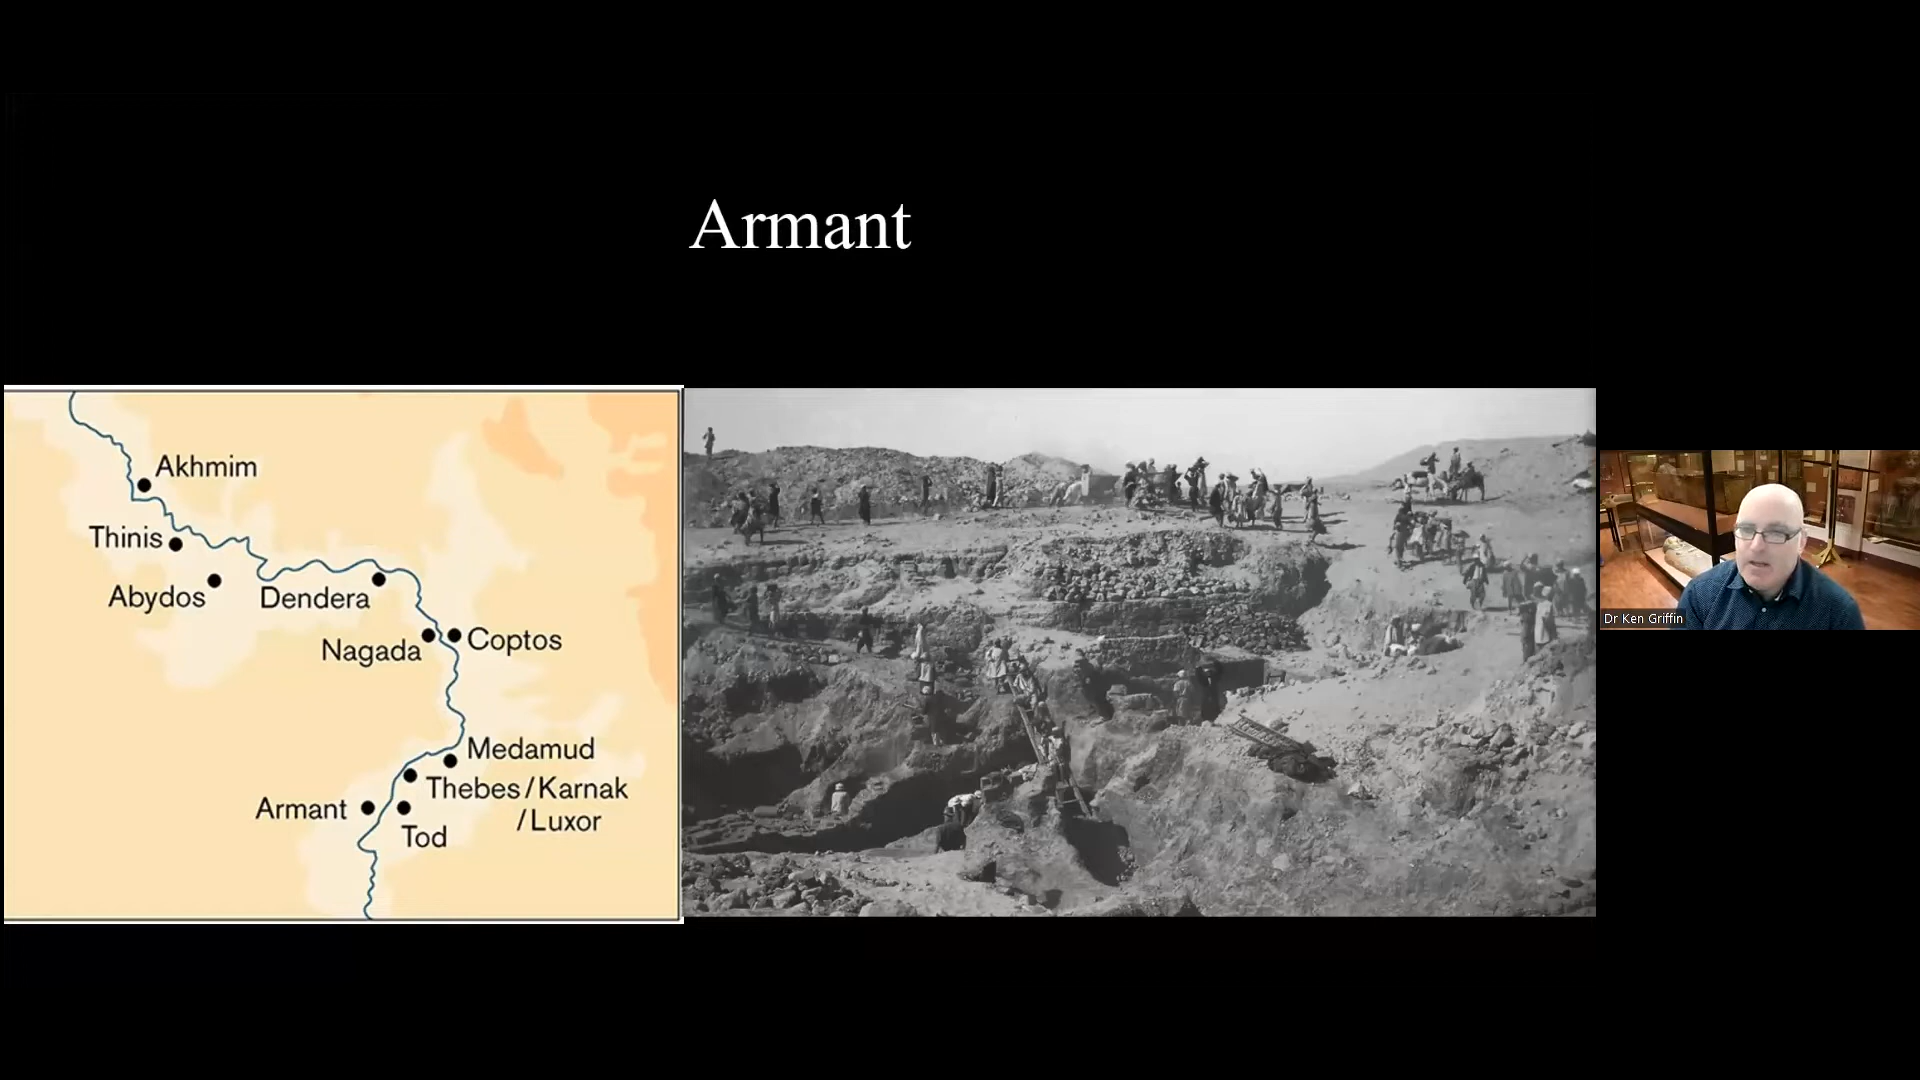 Armant
Akhmim
Thinis
Abydos
Dendera
Nagada
Coptos
Medamud
Thebes/Karnak
/Luxor
Armant
Tod
Dr Ken Griffin